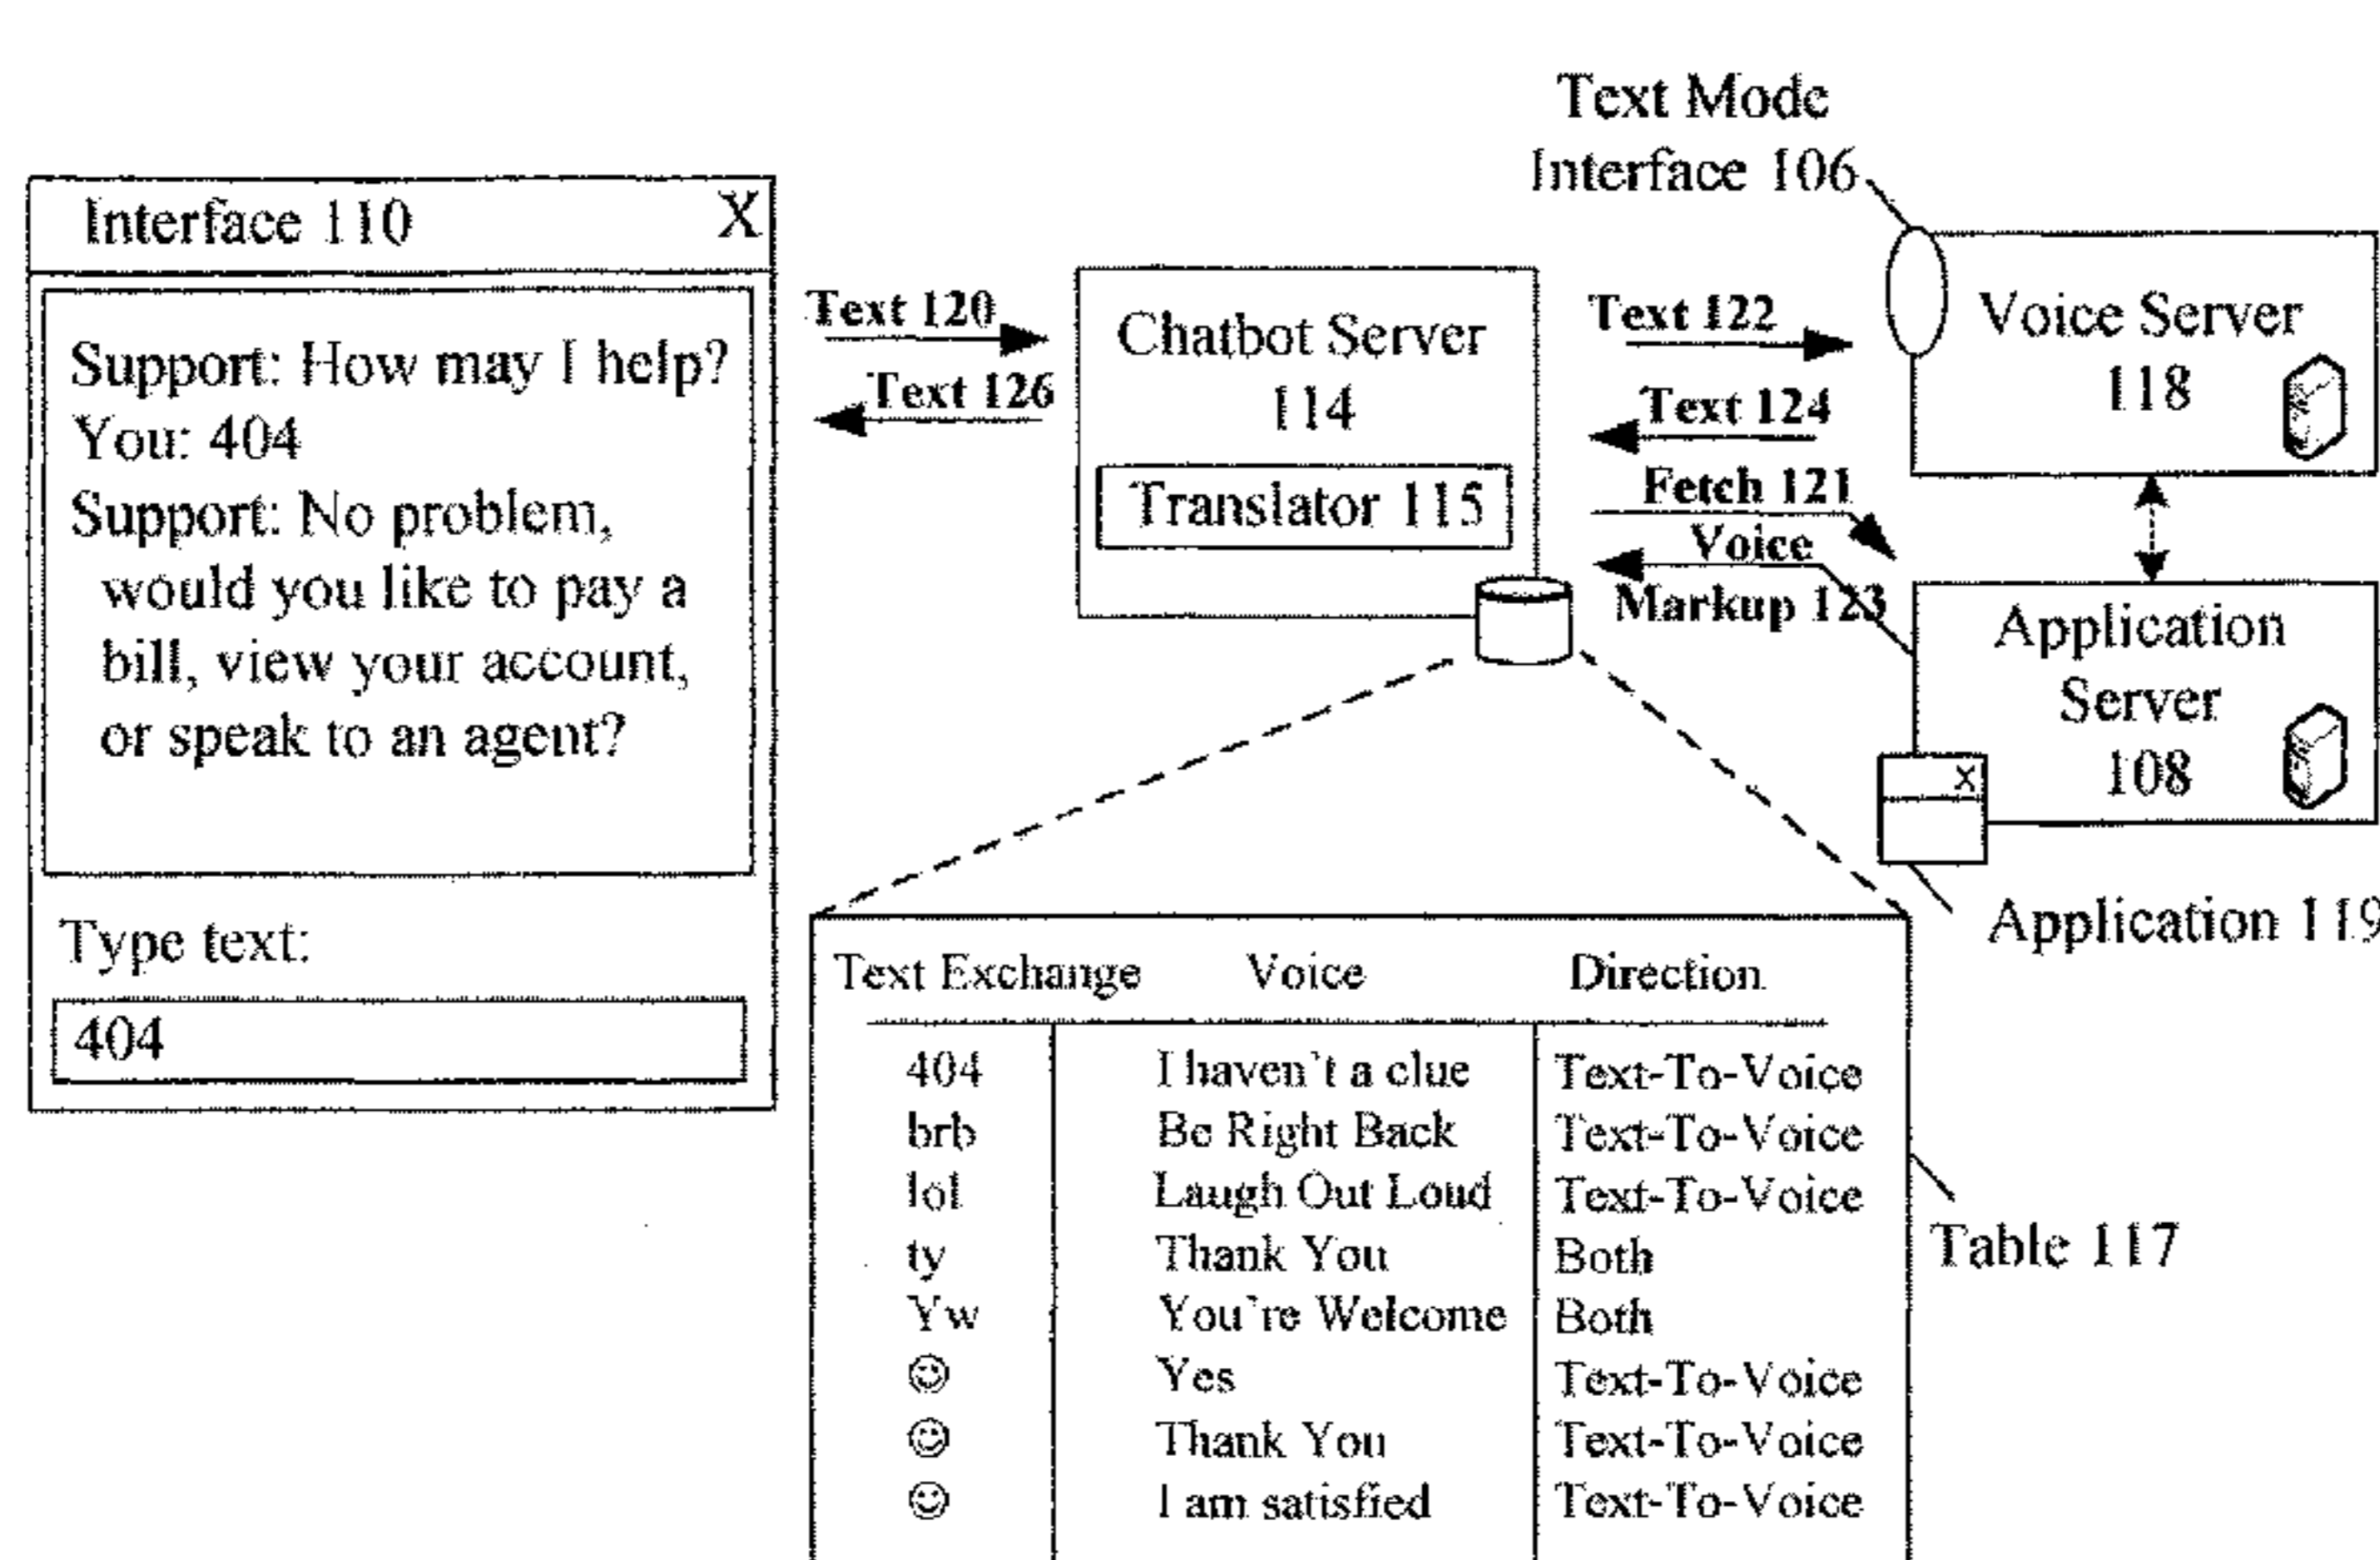 Text Mode
Interface 106
Interface 110 X
Support: How may I help?
You: 404
Support: No problem,
would you like to pay a
bill, view your account,
or speak to an agent?
Type text:
404
Text 120
Text 126
Chatbot Server
114
Translator 115
Text 122
Text 124
Fetch 121
Voice
Markup 123
Voice Server
118
Application
Server
108
X
Application 119
Text Exchange Voice Direction
404 I haven't a clue Text-To-Voice
brb Be Right Back Text-To-Voice
lol Laugh Out Loud Text-To-Voice
ty Thank You Both
Yw You're Welcome Both
☺ Yes Text-To-Voice
☺ Thank You Text-To-Voice
☺ I am satisfied Text-To-Voice
Table 117